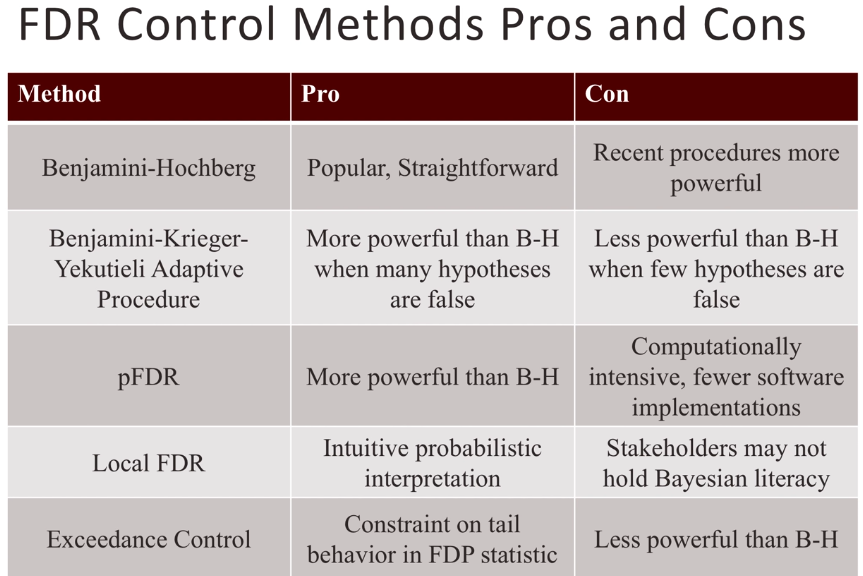 FDR Control Methods Pros and Cons
Method
Pro
Con
Benjamini-Hochberg
Popular, Straightforward
Recent procedures more
powerful
Benjamini-Krieger-
Yekutieli Adaptive
Procedure
More powerful than B-H
when many hypotheses
are false
Less powerful than B-H
when few hypotheses are
false
pFDR
More powerful than B-H
Computationally
intensive, fewer software
implementations
Local FDR
Intuitive probabilistic
interpretation
Stakeholders may not
hold Bayesian literacy
Exceedance Control
Constraint on tail
behavior in FDP statistic
Less powerful than B-H